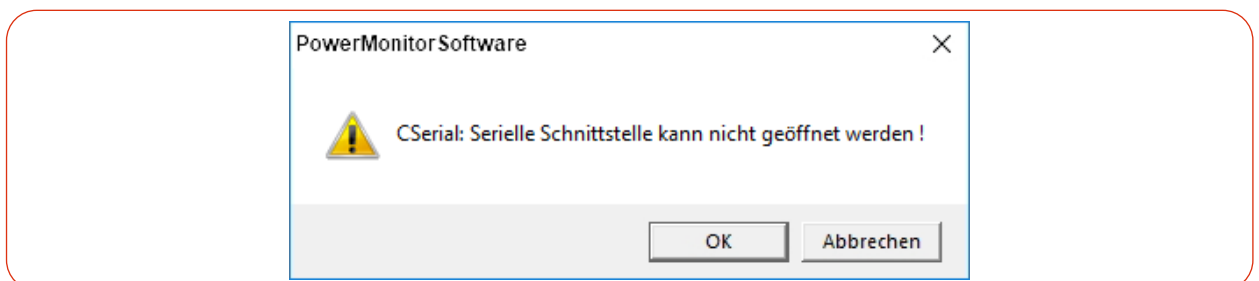 PowerMonitorSoftware
CSerial: Serielle Schnittstelle kann nicht geöffnet werden !
OK Abbrechen